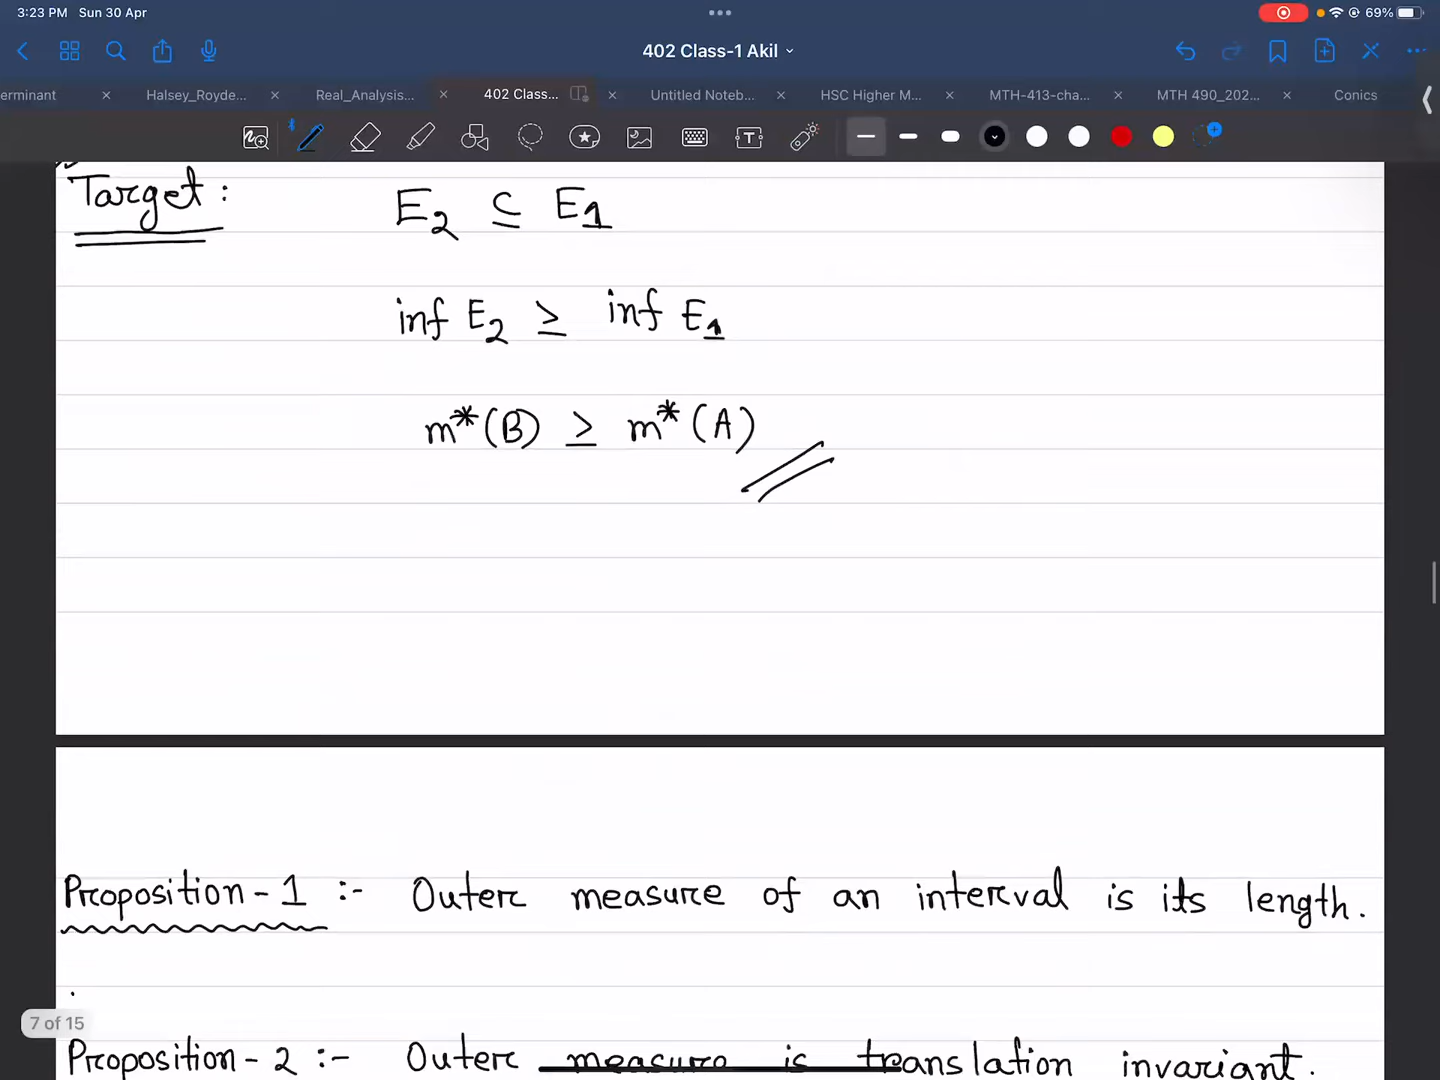 3:23 PM Sun 30 Apr
69%
402 Class-1 Akil
erminant
Halsey_Royde...
Real_Analysis...
402 Class...
Untitled Noteb...
HSC Higher M...
MTH-413-cha...
MTH 490_202...
Conics
Target :
E₂ ⊆ E₁
inf E₂ ≥ inf E₁
m*(B) ≥ m*(A)
Proposition - 1 :- Outer measure of an interval is its length.
7 of 15
Proposition - 2 :- Outer measure is translation invariant.